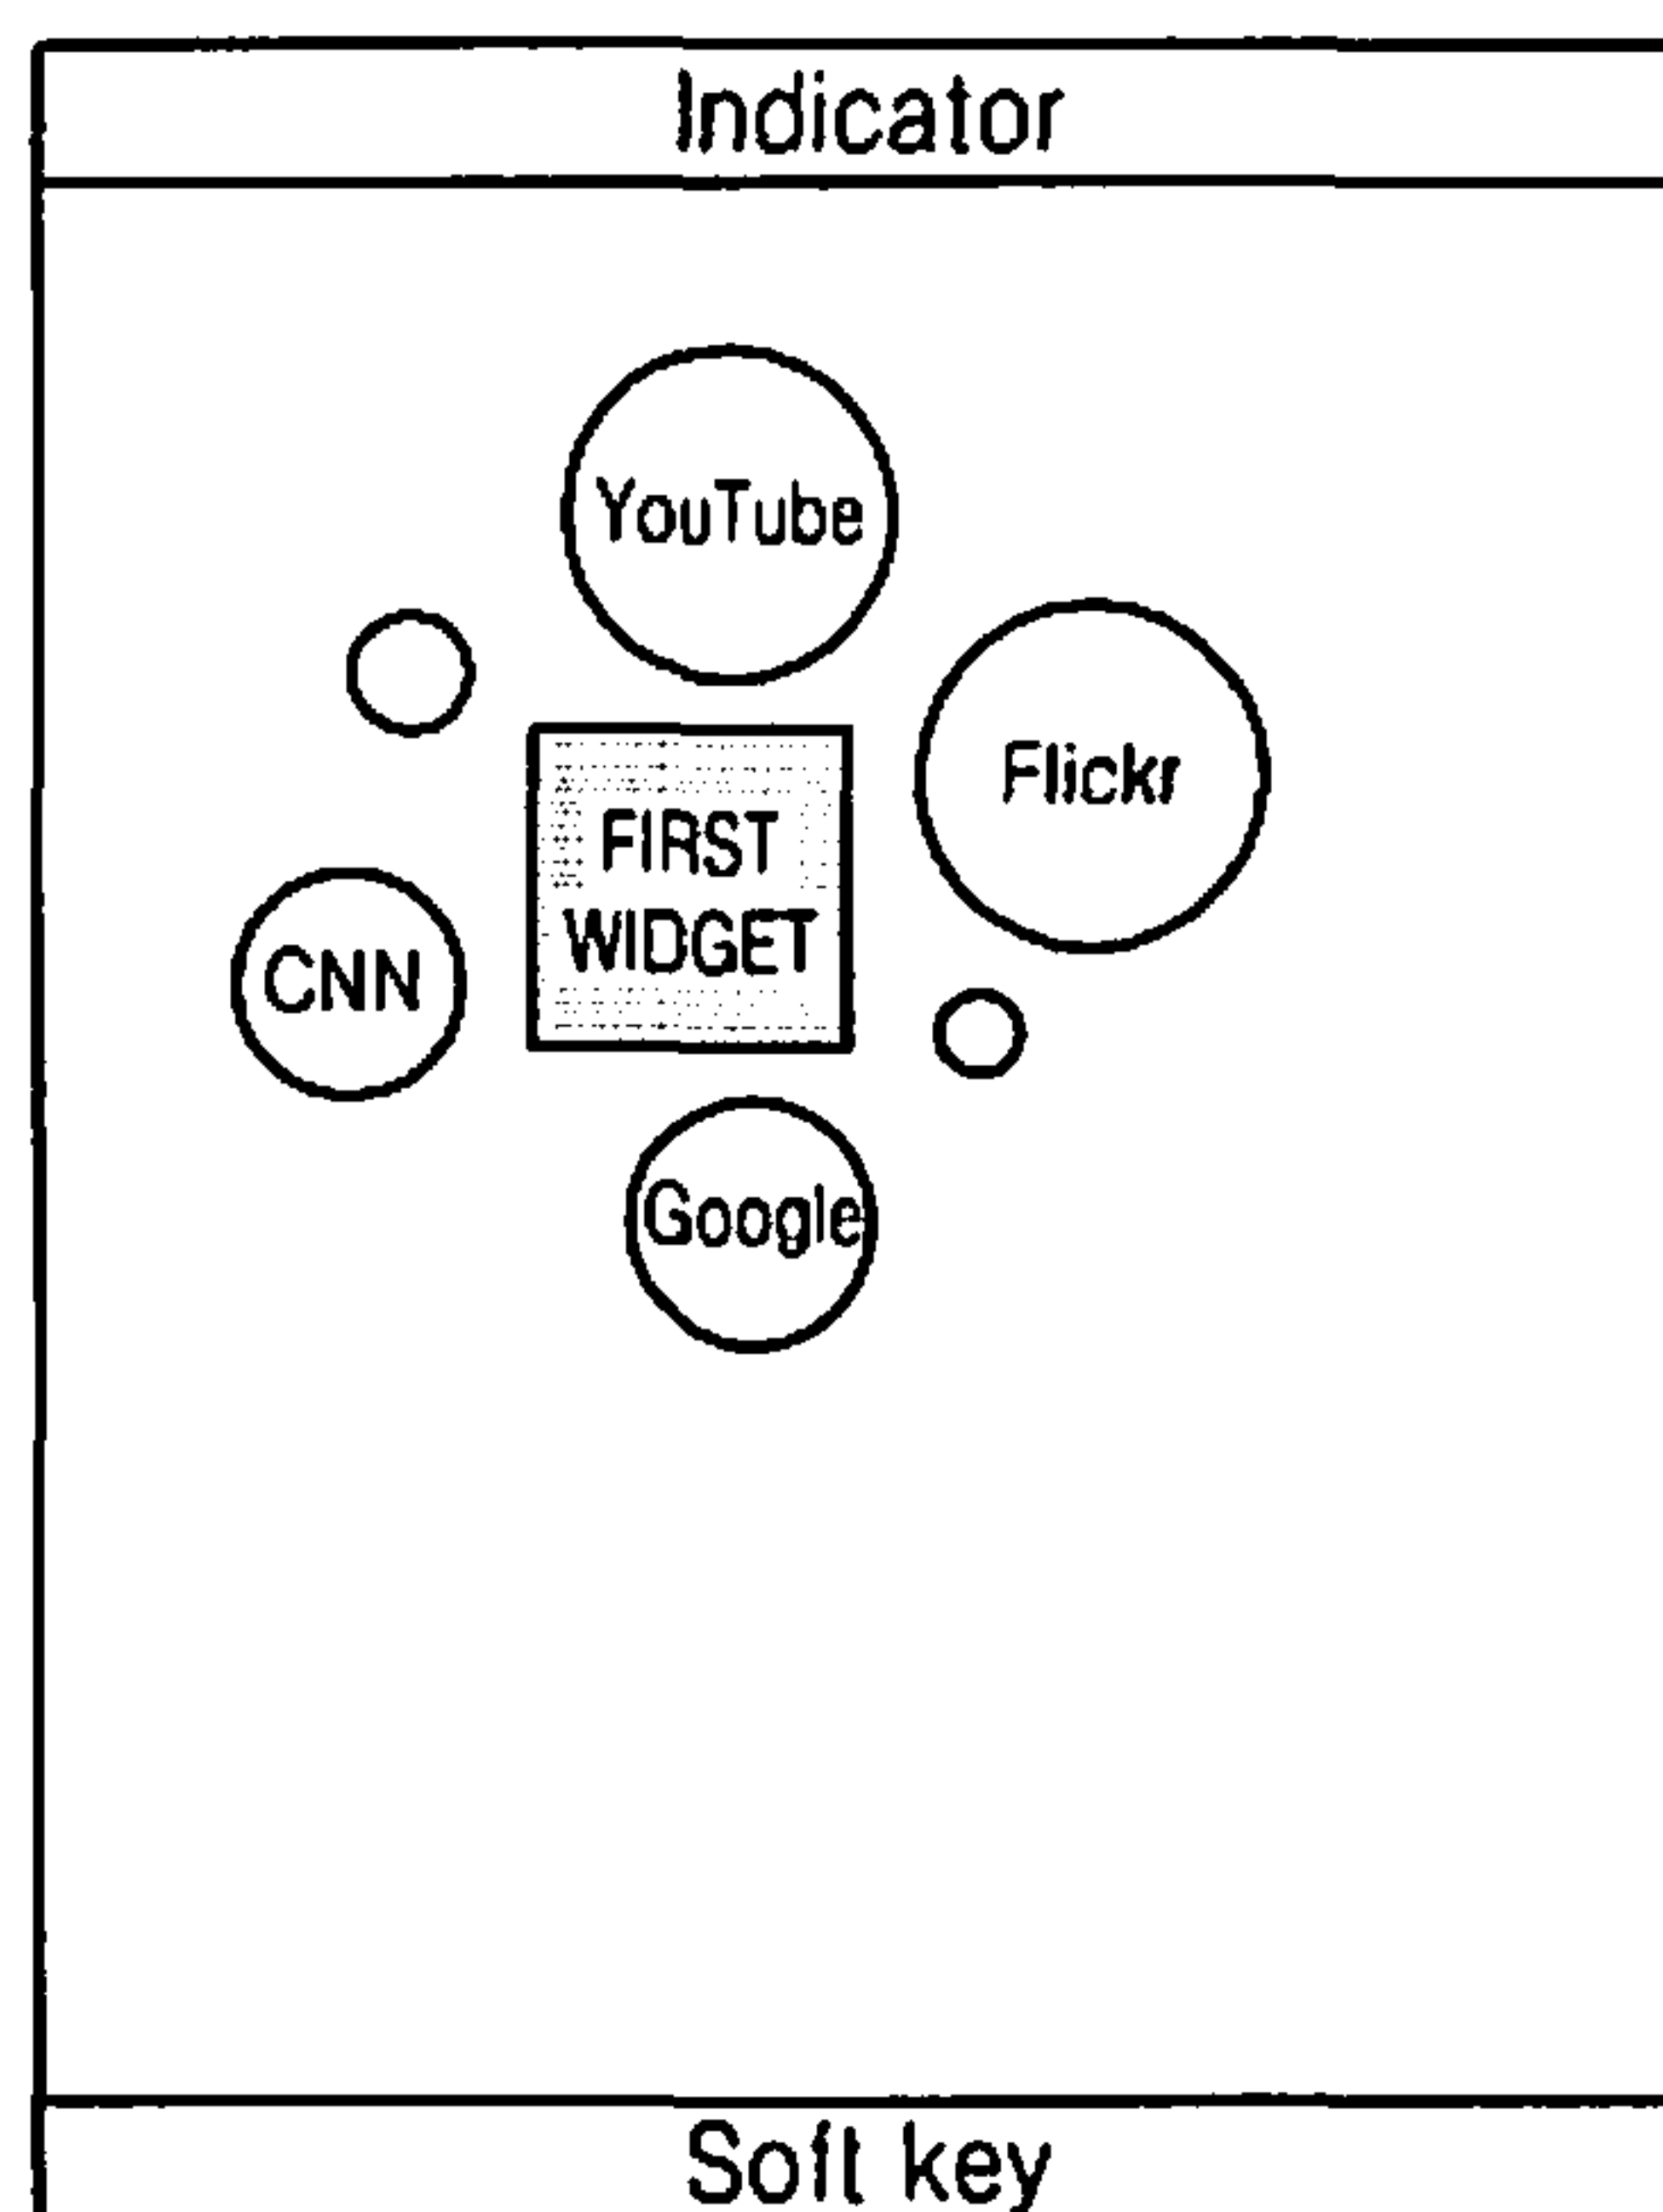 Indicator
YouTube
Flickr
FIRST
WIDGET
CNN
Google
Soft key